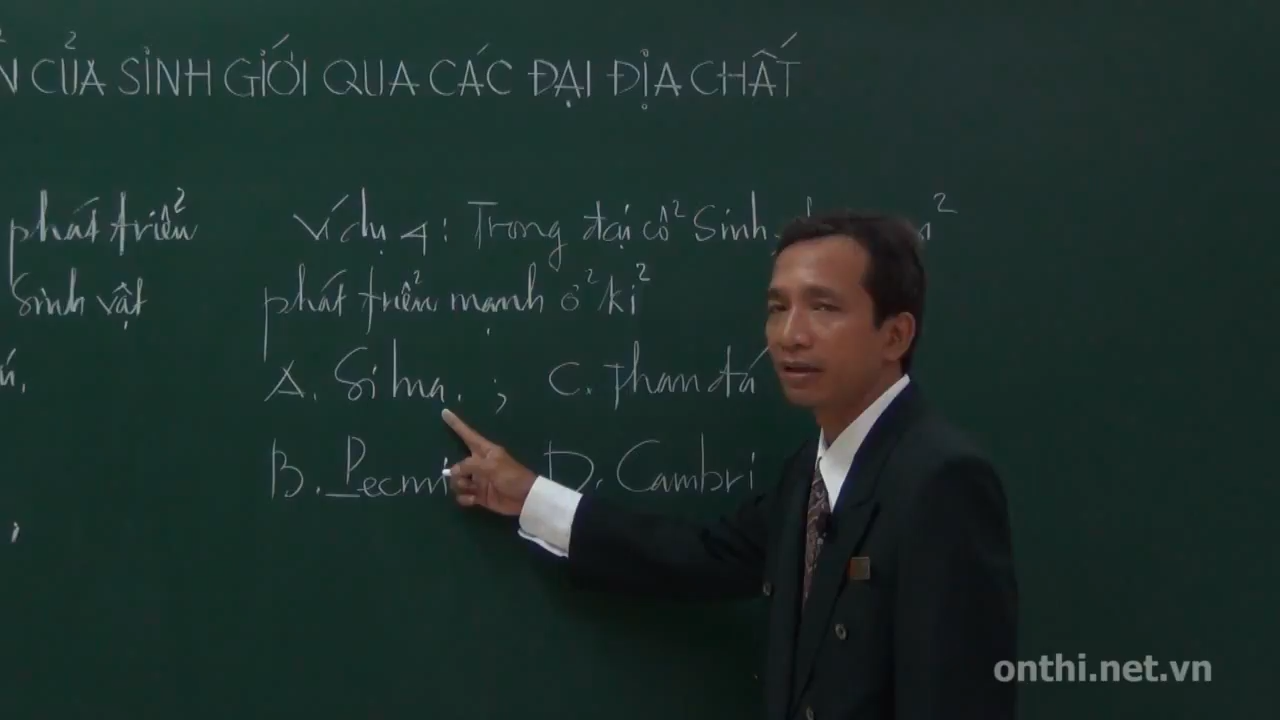 CỦA SINH GIỚI QUA CÁC ĐẠI ĐỊA CHẤT
phát triển
Sinh vật
Ví dụ 4: Trong đại cổ Sinh,
phát triển mạnh ở kỉ
A. Silua. ; C. Than đá
B. Pecmi D. Cambri
onthi.net.vn